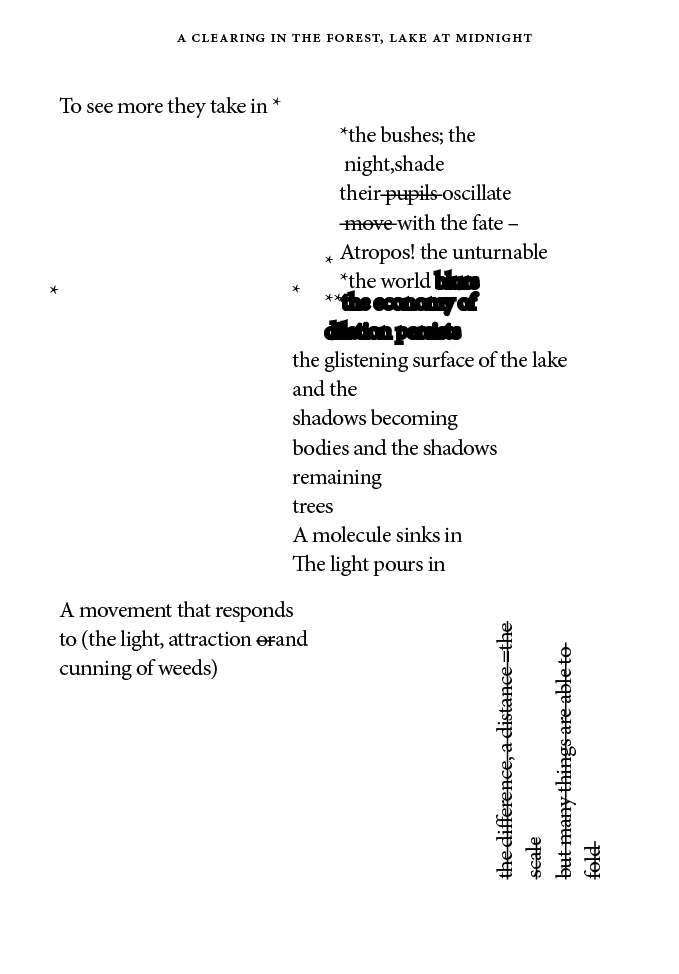 A CLEARING IN THE FOREST, LAKE AT MIDNIGHT
To see more they take in *
*the bushes; the
night,shade
their pupils oscillate
move with the fate –
* Atropos! the unturnable
* * *the world blurs
**the economy of
dilation persists
the glistening surface of the lake
and the
shadows becoming
bodies and the shadows
remaining
trees
A molecule sinks in
The light pours in
A movement that responds
to (the light, attraction orand
cunning of weeds)
the difference, a distance =the
scale
but many things are able to
fold